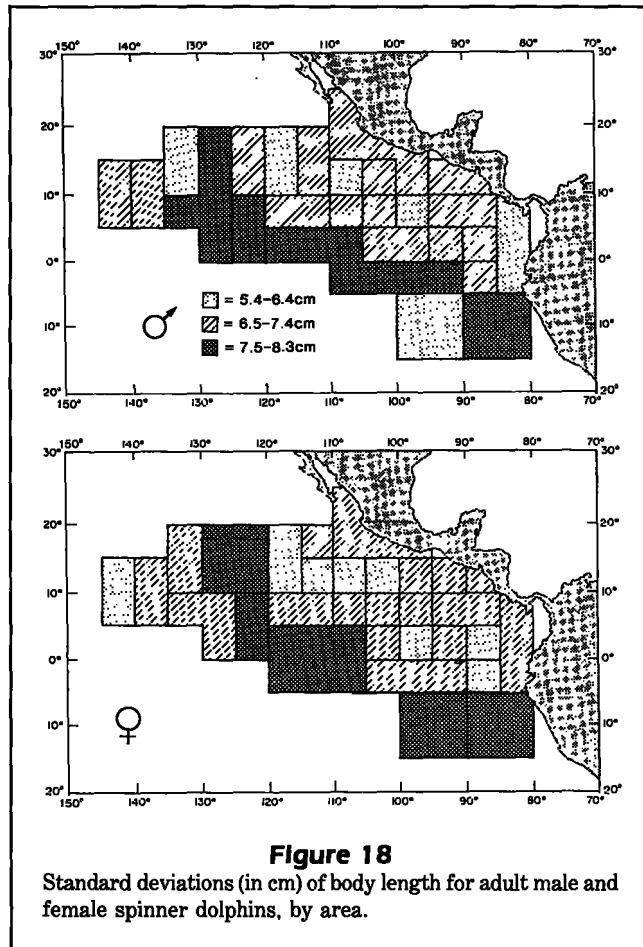 150° 140° 130° 120° 110° 100° 90° 80° 70°
30° 30°
20° 20°
10° 10°
0° 0°
= 5.4–6.4cm
= 6.5–7.4cm
= 7.5–8.3cm
10° 10°
20° 20°
150° 140° 130° 120° 110° 100° 90° 80° 70°
150° 140° 130° 120° 110° 100° 90° 80° 70°
30° 30°
20° 20°
10° 10°
0° 0°
10° 10°
20° 20°
150° 140° 130° 120° 110° 100° 90° 80° 70°
Figure 18
Standard deviations (in cm) of body length for adult male and
female spinner dolphins, by area.